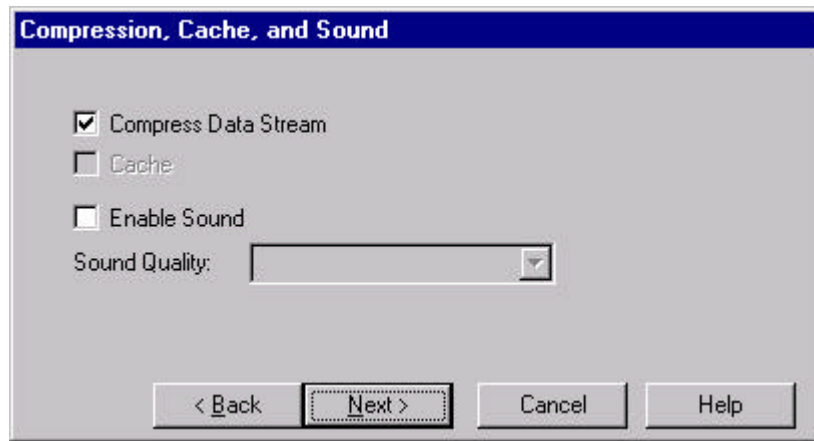 Compression, Cache, and Sound
Compress Data Stream
Cache
Enable Sound
Sound Quality:
< Back Next > Cancel Help